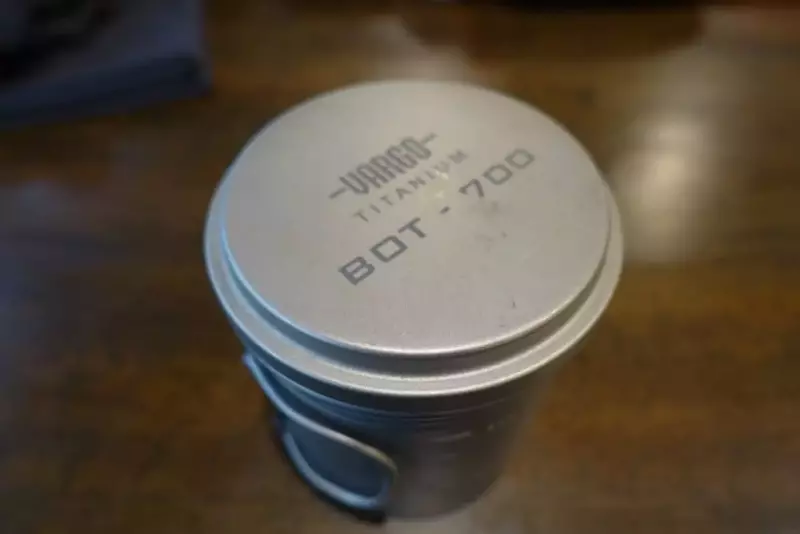 VARGO
TITANIUM
BOT - 700